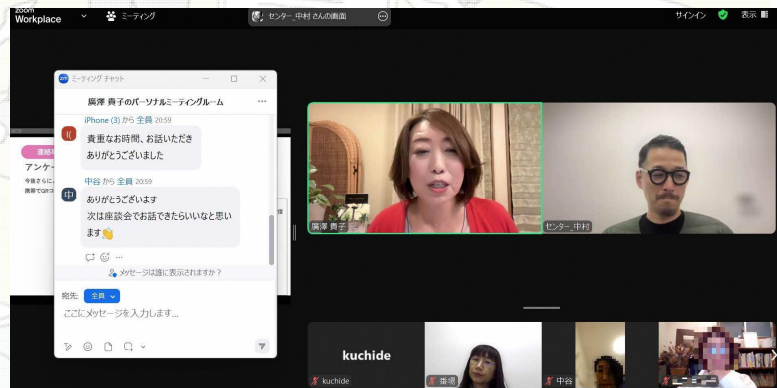 zoom
Workplace
ミーティング
センター_中村 さんの画面
サインイン
表示
ミーティング チャット
廣澤 貴子のパーソナルミーティングルーム
iPhone (3) から 全員 20:59
貴重なお時間、お話いただき
ありがとうございました
中谷 から 全員 20:59
中
ありがとうございます
次は座談会でお話できたらいいなと思い
ます👏
メッセージは誰に表示されますか？
宛先: 全員
ここにメッセージを入力します...
アンケー
廣澤 貴子
センター_中村
kuchide
kuchide
番場
中谷